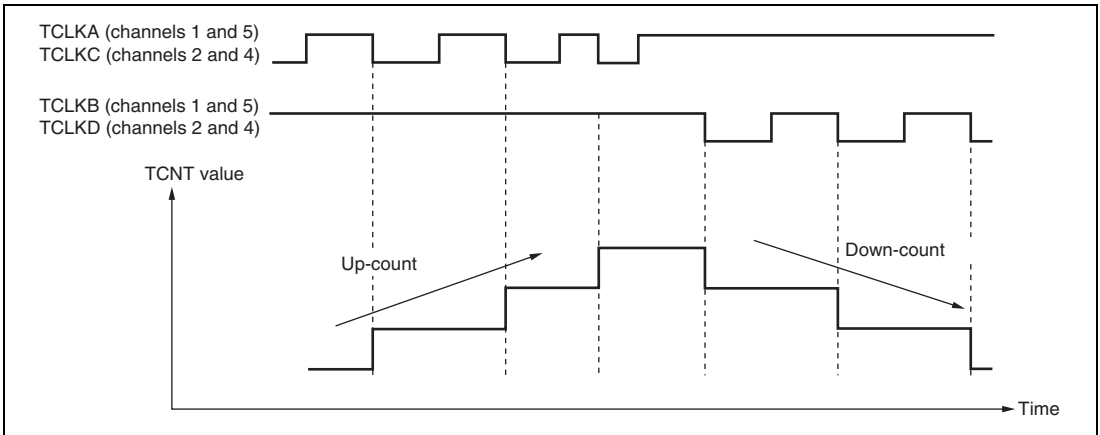 TCLKA (channels 1 and 5)
TCLKC (channels 2 and 4)
TCLKB (channels 1 and 5)
TCLKD (channels 2 and 4)
TCNT value
Up-count
Down-count
Time